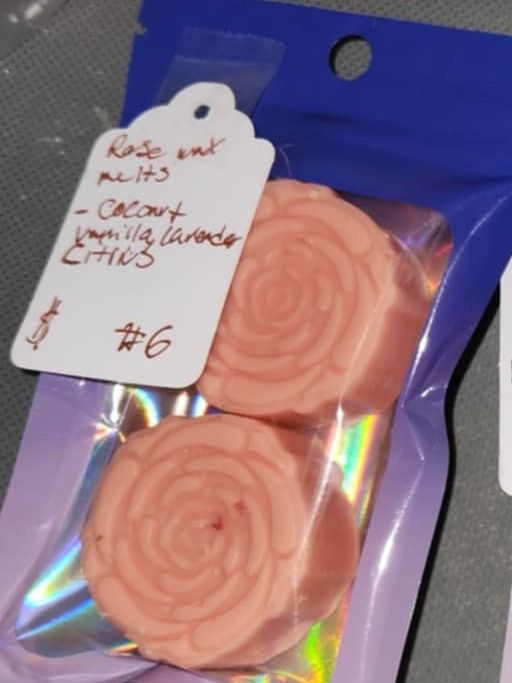 Rose wax
melts
- Coconut
vanilla, lavender
Citrus
$ #6